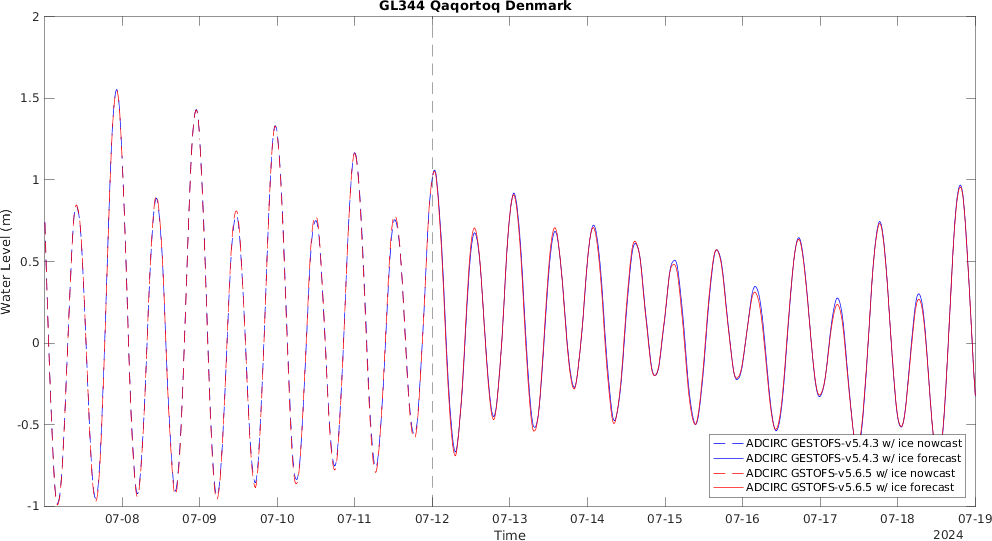 GL344 Qaqortoq Denmark
2
1.5
1
0.5
0
-0.5
-1
Water Level (m)
ADCIRC GESTOFS-v5.4.3 w/ ice nowcast
ADCIRC GESTOFS-v5.4.3 w/ ice forecast
ADCIRC GSTOFS-v5.6.5 w/ ice nowcast
ADCIRC GSTOFS-v5.6.5 w/ ice forecast
07-08 07-09 07-10 07-11 07-12 07-13 07-14 07-15 07-16 07-17 07-18 07-19
Time
2024